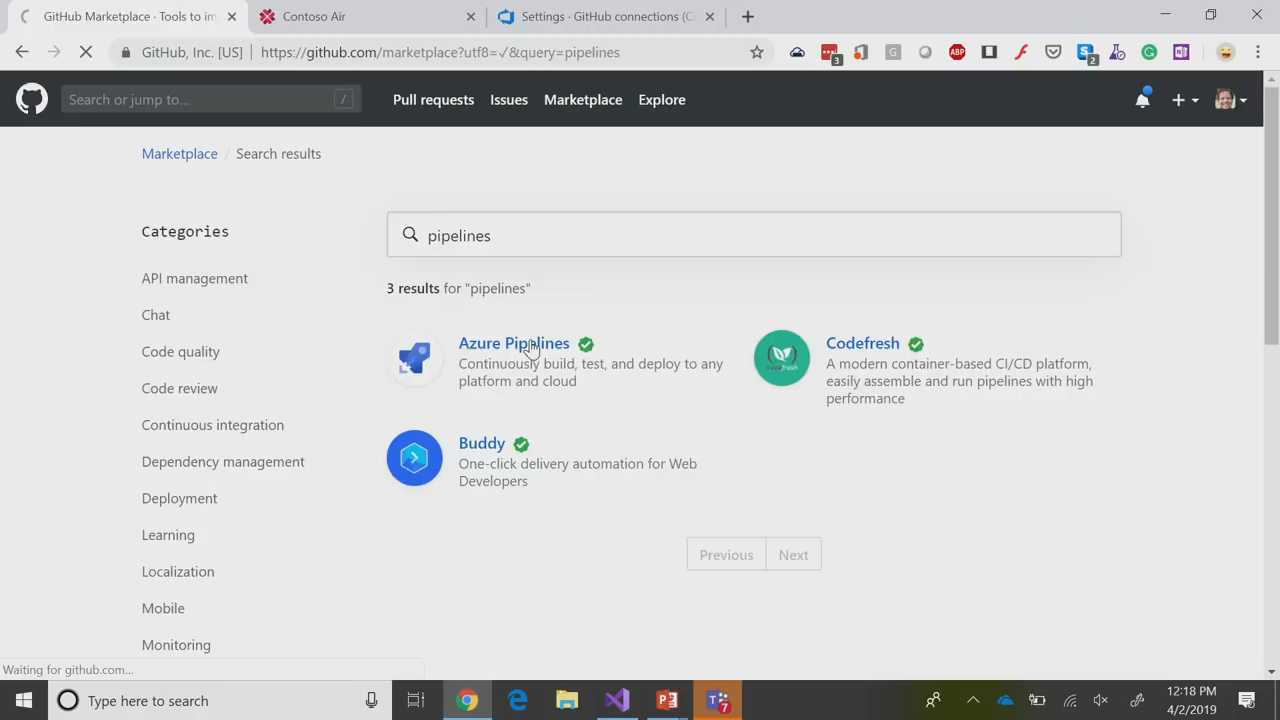 GitHub Marketplace · Tools to im
Contoso Air
Settings · GitHub connections (Co
GitHub, Inc. [US]
https://github.com/marketplace?utf8=✓&query=pipelines
ABP
3
2
Search or jump to...
/
Pull requests
Issues
Marketplace
Explore
Marketplace / Search results
Categories
API management
Chat
Code quality
Code review
Continuous integration
Dependency management
Deployment
Learning
Localization
Mobile
Monitoring
pipelines
3 results for "pipelines"
Azure Pipelines
Continuously build, test, and deploy to any
platform and cloud
Codefresh
A modern container-based CI/CD platform,
easily assemble and run pipelines with high
performance
Buddy
One-click delivery automation for Web
Developers
Previous
Next
Waiting for github.com...
Type here to search
7
12:18 PM
4/2/2019